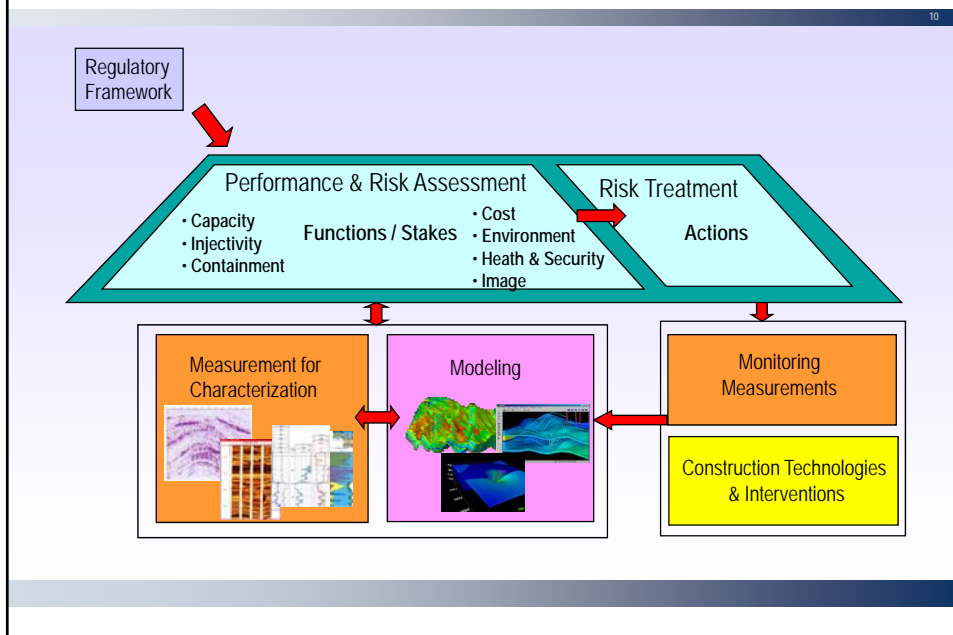 10
Regulatory
Framework
Performance & Risk Assessment
• Capacity
• Injectivity
• Containment
Functions / Stakes
• Cost
• Environment
• Heath & Security
• Image
Risk Treatment
Actions
Measurement for
Characterization
Modeling
Monitoring
Measurements
Construction Technologies
& Interventions